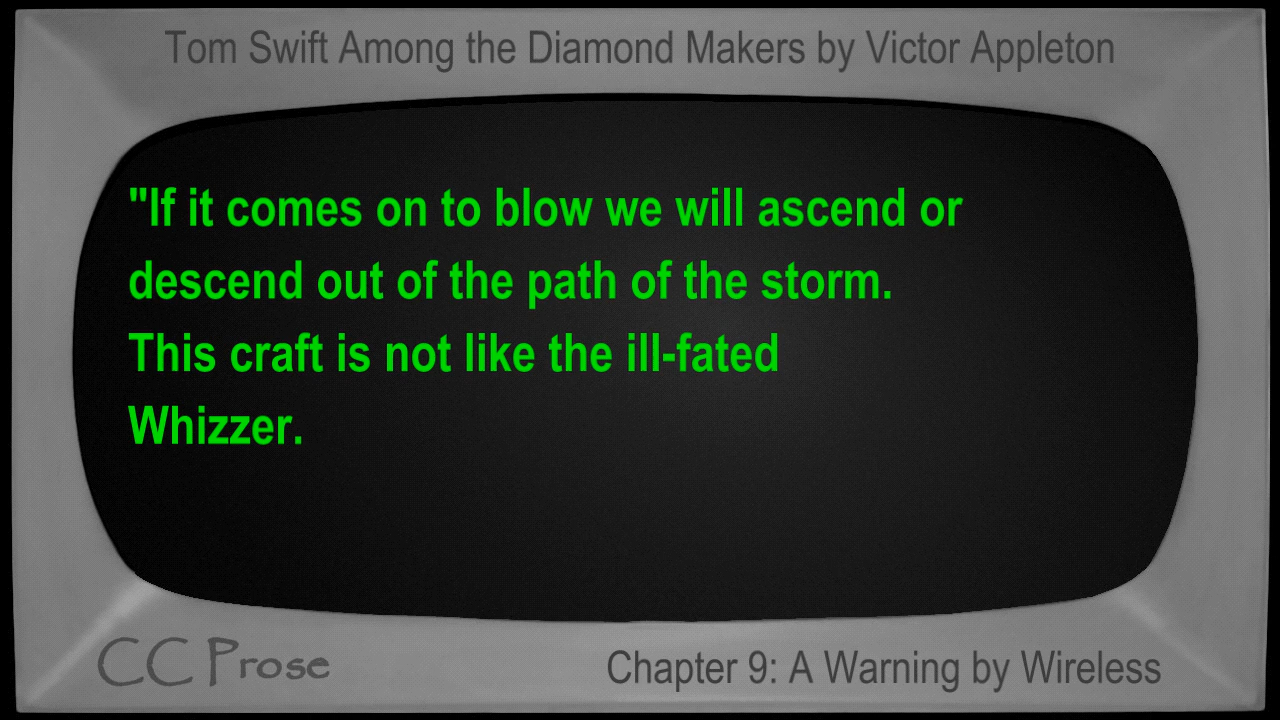 Tom Swift Among the Diamond Makers by Victor Appleton
"If it comes on to blow we will ascend or
descend out of the path of the storm.
This craft is not like the ill-fated
Whizzer.
CC Prose
Chapter 9: A Warning by Wireless